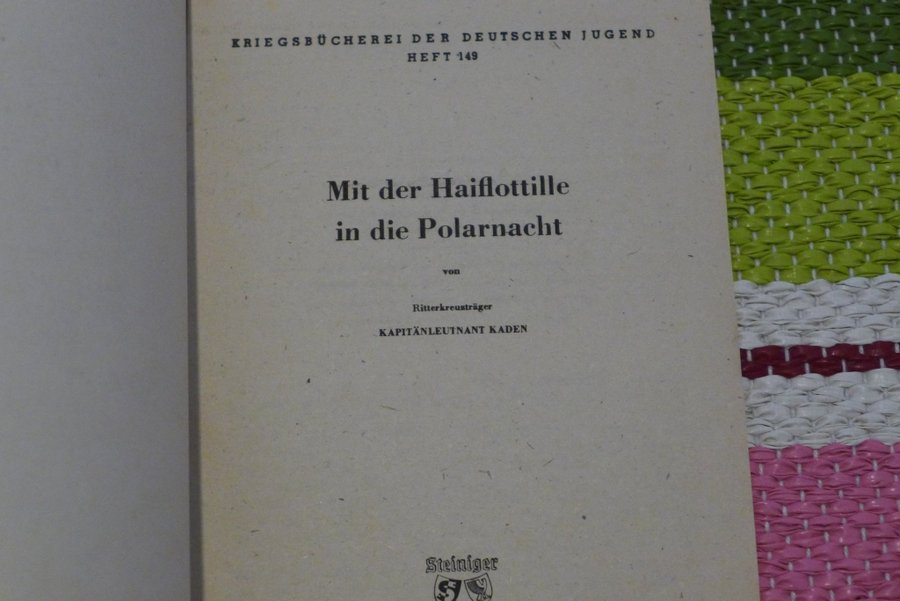 KRIEGSBÜCHEREI DER DEUTSCHEN JUGEND
HEFT 149
Mit der Haiflottille
in die Polarnacht
von
Ritterkreuzträger
KAPITÄNLEUTNANT KADEN
Steiniger